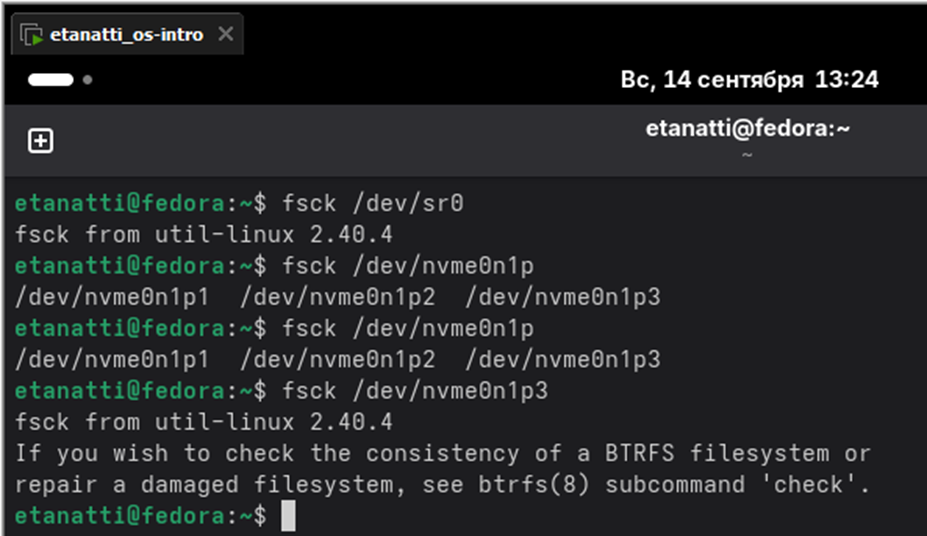 etanatti_os-intro
Вс, 14 сентября 13:24
etanatti@fedora:~
~
etanatti@fedora:~$ fsck /dev/sr0
fsck from util-linux 2.40.4
etanatti@fedora:~$ fsck /dev/nvme0n1p
/dev/nvme0n1p1  /dev/nvme0n1p2  /dev/nvme0n1p3
etanatti@fedora:~$ fsck /dev/nvme0n1p
/dev/nvme0n1p1  /dev/nvme0n1p2  /dev/nvme0n1p3
etanatti@fedora:~$ fsck /dev/nvme0n1p3
fsck from util-linux 2.40.4
If you wish to check the consistency of a BTRFS filesystem or
repair a damaged filesystem, see btrfs(8) subcommand 'check'.
etanatti@fedora:~$